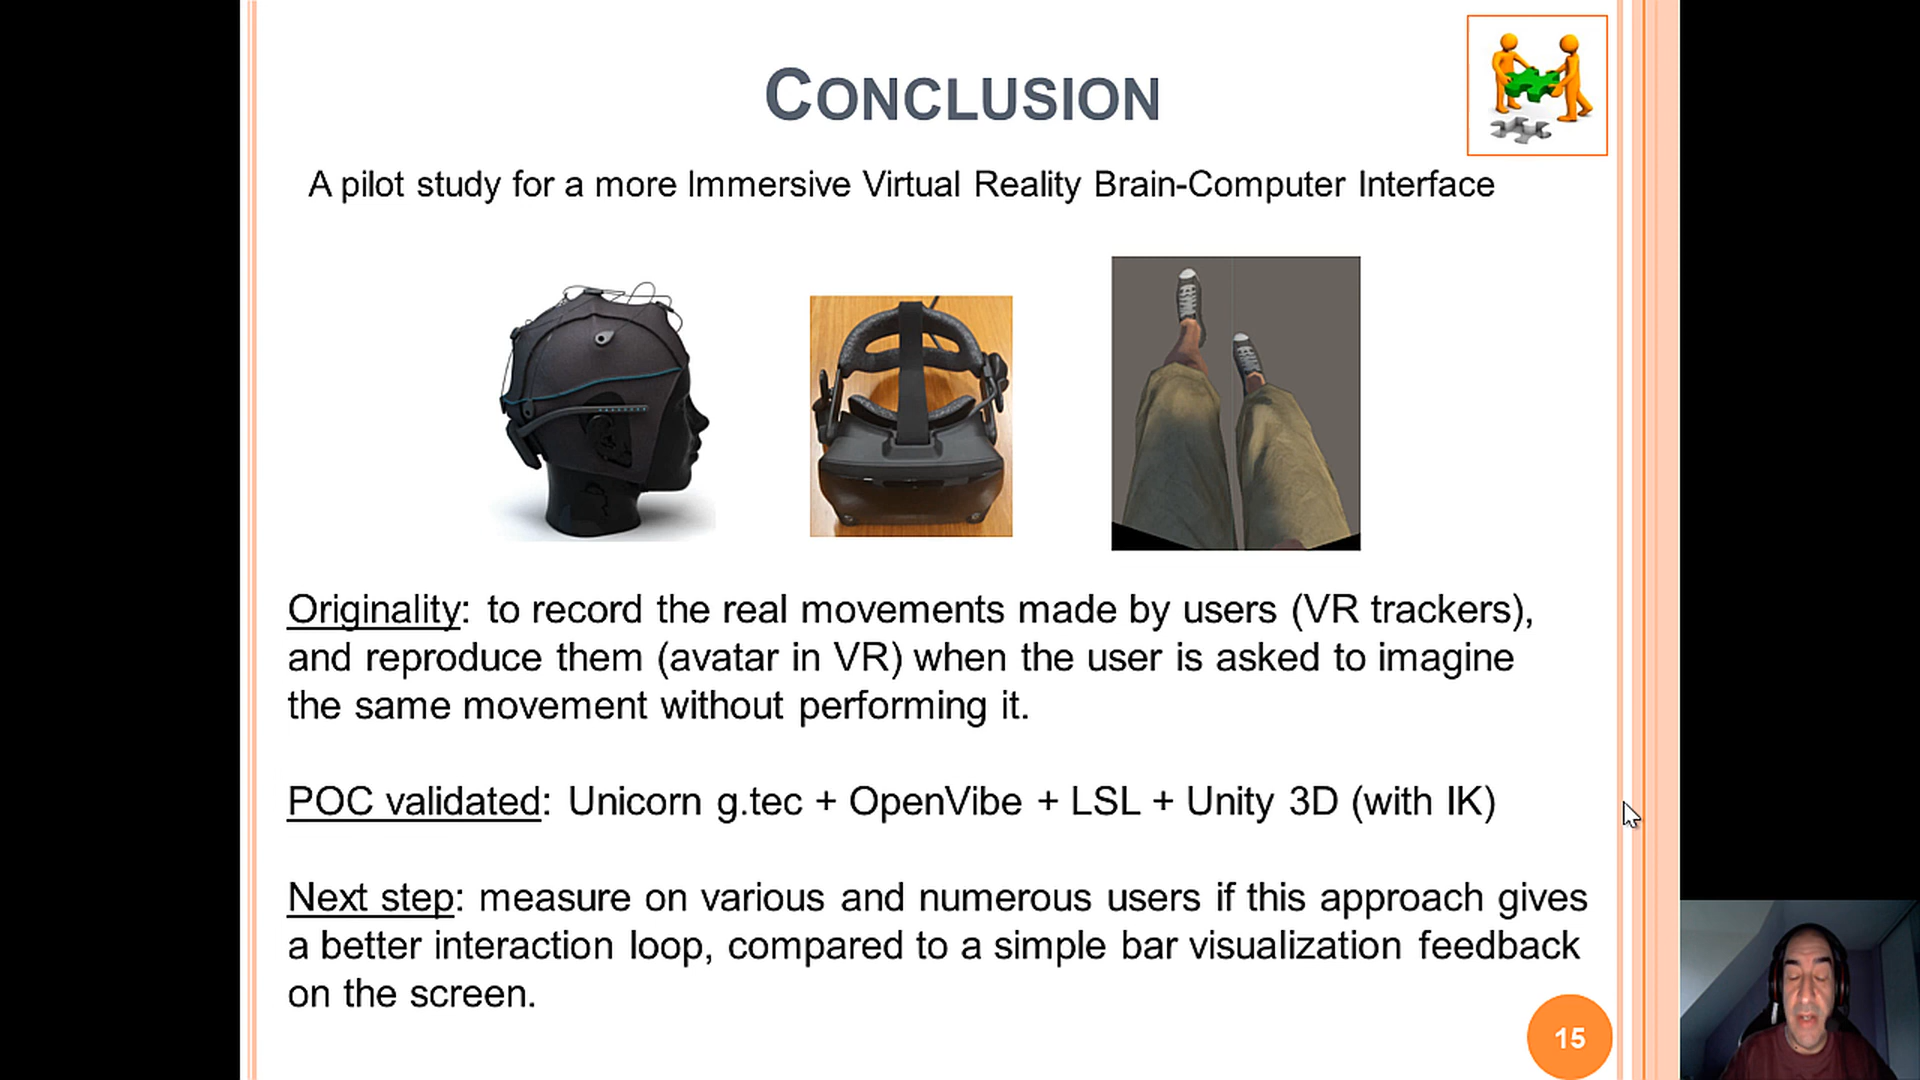 CONCLUSION
A pilot study for a more Immersive Virtual Reality Brain-Computer Interface
Originality: to record the real movements made by users (VR trackers),
and reproduce them (avatar in VR) when the user is asked to imagine
the same movement without performing it.
POC validated: Unicorn g.tec + OpenVibe + LSL + Unity 3D (with IK)
Next step: measure on various and numerous users if this approach gives
a better interaction loop, compared to a simple bar visualization feedback
on the screen.
15